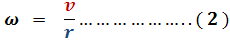 ω = v/r ………………….. ( 2 )